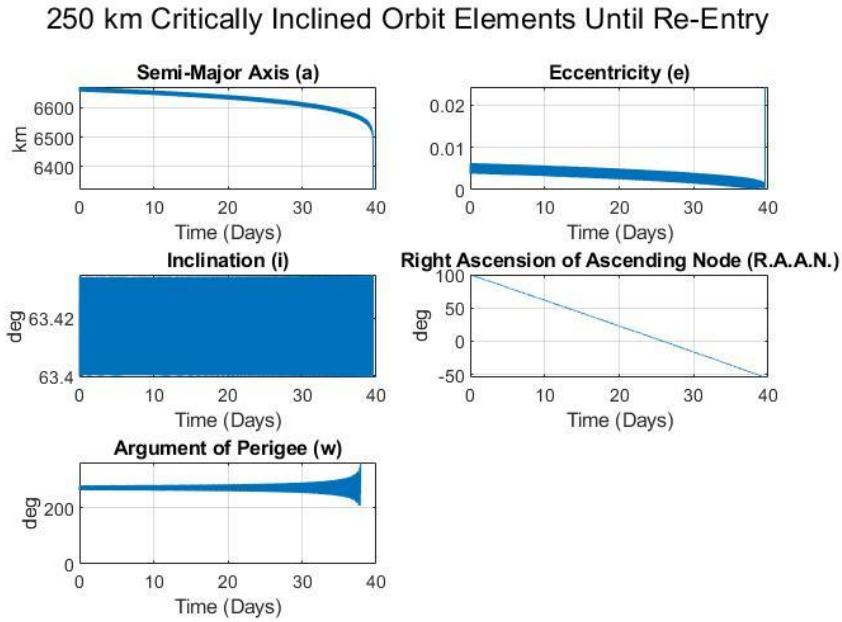 250 km Critically Inclined Orbit Elements Until Re-Entry
Semi-Major Axis (a)
6600
6500
6400
km
0 10 20 30 40
Time (Days)
Eccentricity (e)
0.02
0.01
0
0 10 20 30 40
Time (Days)
Inclination (i)
63.42
63.4
deg
0 10 20 30 40
Time (Days)
Right Ascension of Ascending Node (R.A.A.N.)
100
50
0
-50
deg
0 10 20 30 40
Time (Days)
Argument of Perigee (w)
200
0
deg
0 10 20 30 40
Time (Days)